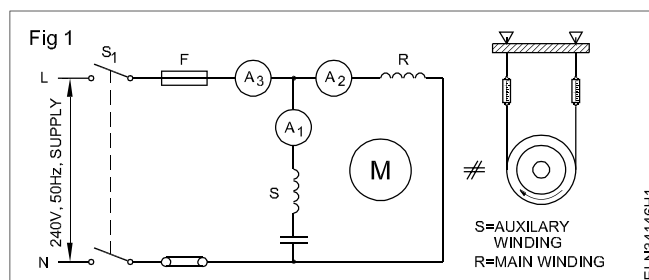 Fig 1
S1
F
A3
A2
R
L
A1
240V, 50Hz, SUPPLY
S
M
N
S=AUXILARY
WINDING
R=MAIN WINDING